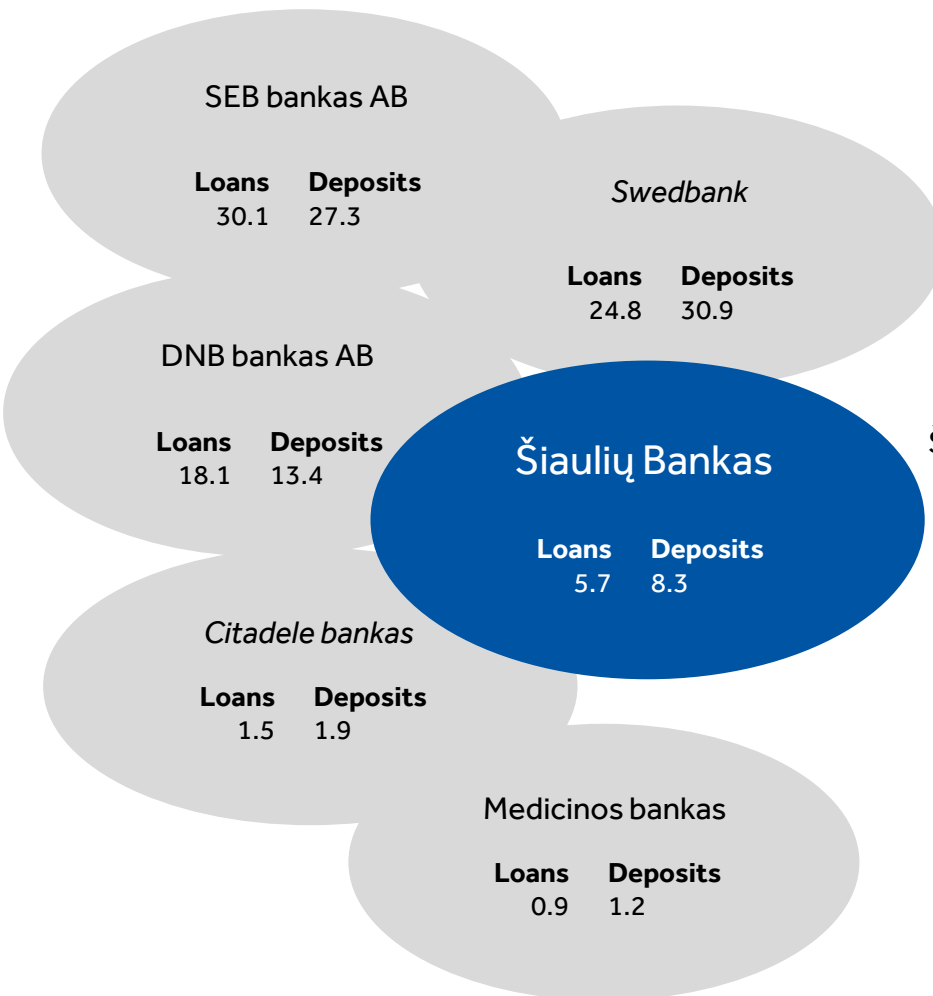 SEB bankas AB
Loans Deposits
30.1 27.3
Swedbank
Loans Deposits
24.8 30.9
DNB bankas AB
Loans Deposits
18.1 13.4
Šiaulių Bankas
Loans Deposits
5.7 8.3
Citadele bankas
Loans Deposits
1.5 1.9
Medicinos bankas
Loans Deposits
0.9 1.2